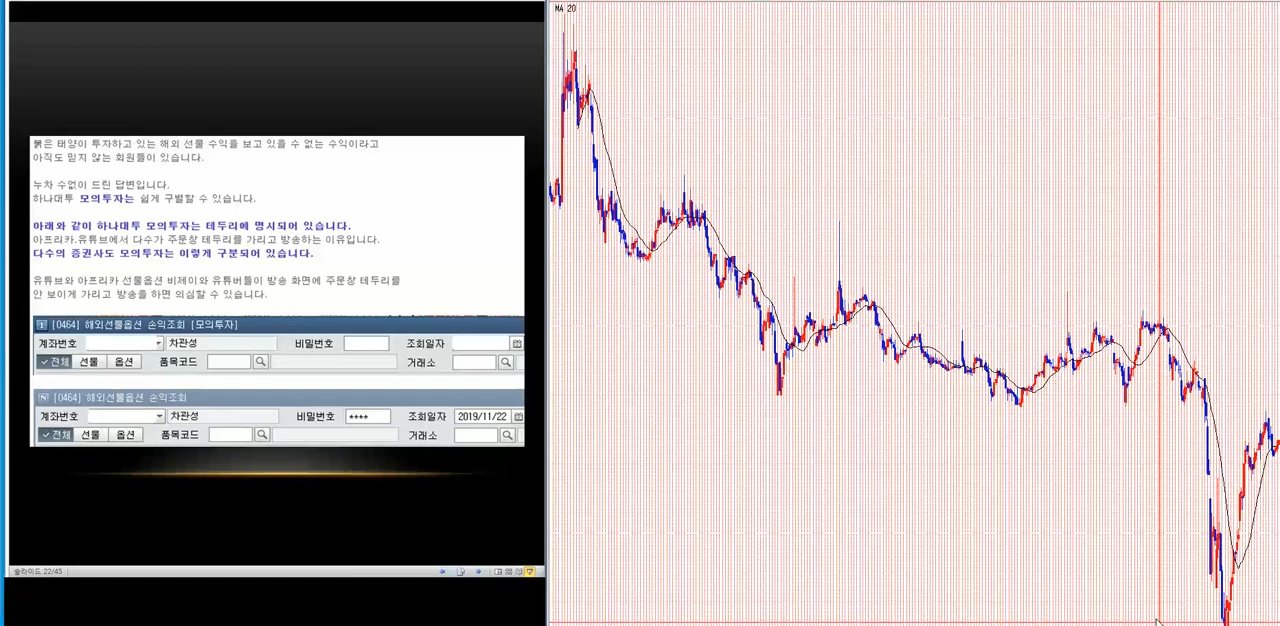 MA 20
붉은 태양이 투자하고 있는 해외 선물 수익을 보고 있을 수 없는 수익이라고
아직도 믿지 않는 회원들이 있습니다.
누차 수없이 드린 답변입니다.
하나대투 모의투자는 쉽게 구별할 수 있습니다.
아래와 같이 하나대투 모의투자는 테두리에 명시되어 있습니다.
아프리카,유튜브에서 다수가 주문창 테두리를 가리고 방송하는 이유입니다.
다수의 증권사도 모의투자는 이렇게 구분되어 있습니다.
유튜브와 아프리카 선물옵션 비제이와 유튜버들이 방송 화면에 주문창 테두리를
안 보이게 가리고 방송을 하면 의심할 수 있습니다.
[0464] 해외선물옵션 손익조회 [모의투자]
계좌번호 차관성 비밀번호 조회일자
전체 선물 옵션 품목코드 거래소
[0464] 해외선물옵션 손익조회
계좌번호 차관성 비밀번호 **** 조회일자 2019/11/22
전체 선물 옵션 품목코드 거래소
슬라이드 22/45